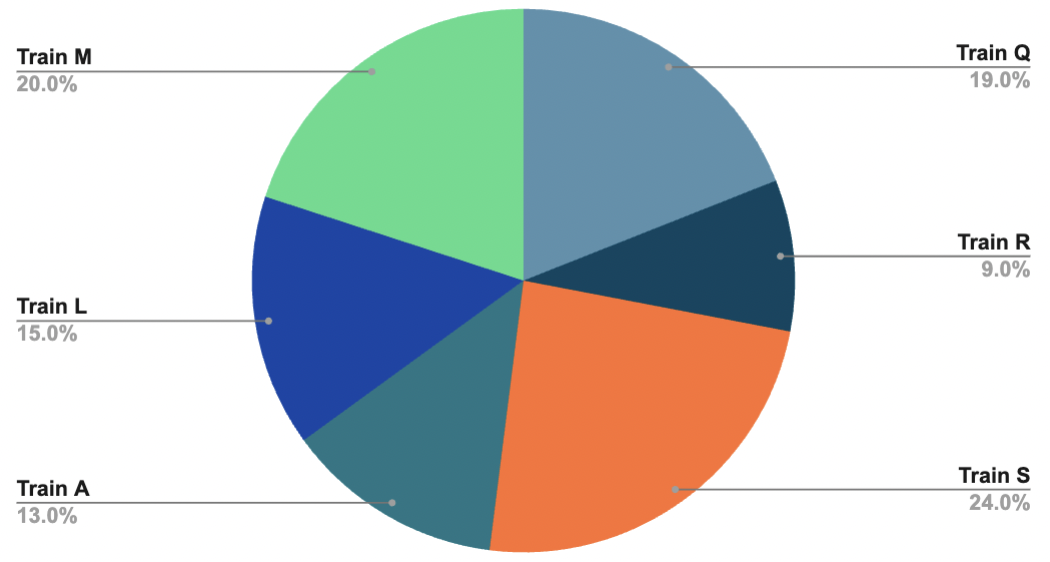 Train M
20.0%
Train Q
19.0%
Train R
9.0%
Train L
15.0%
Train S
24.0%
Train A
13.0%